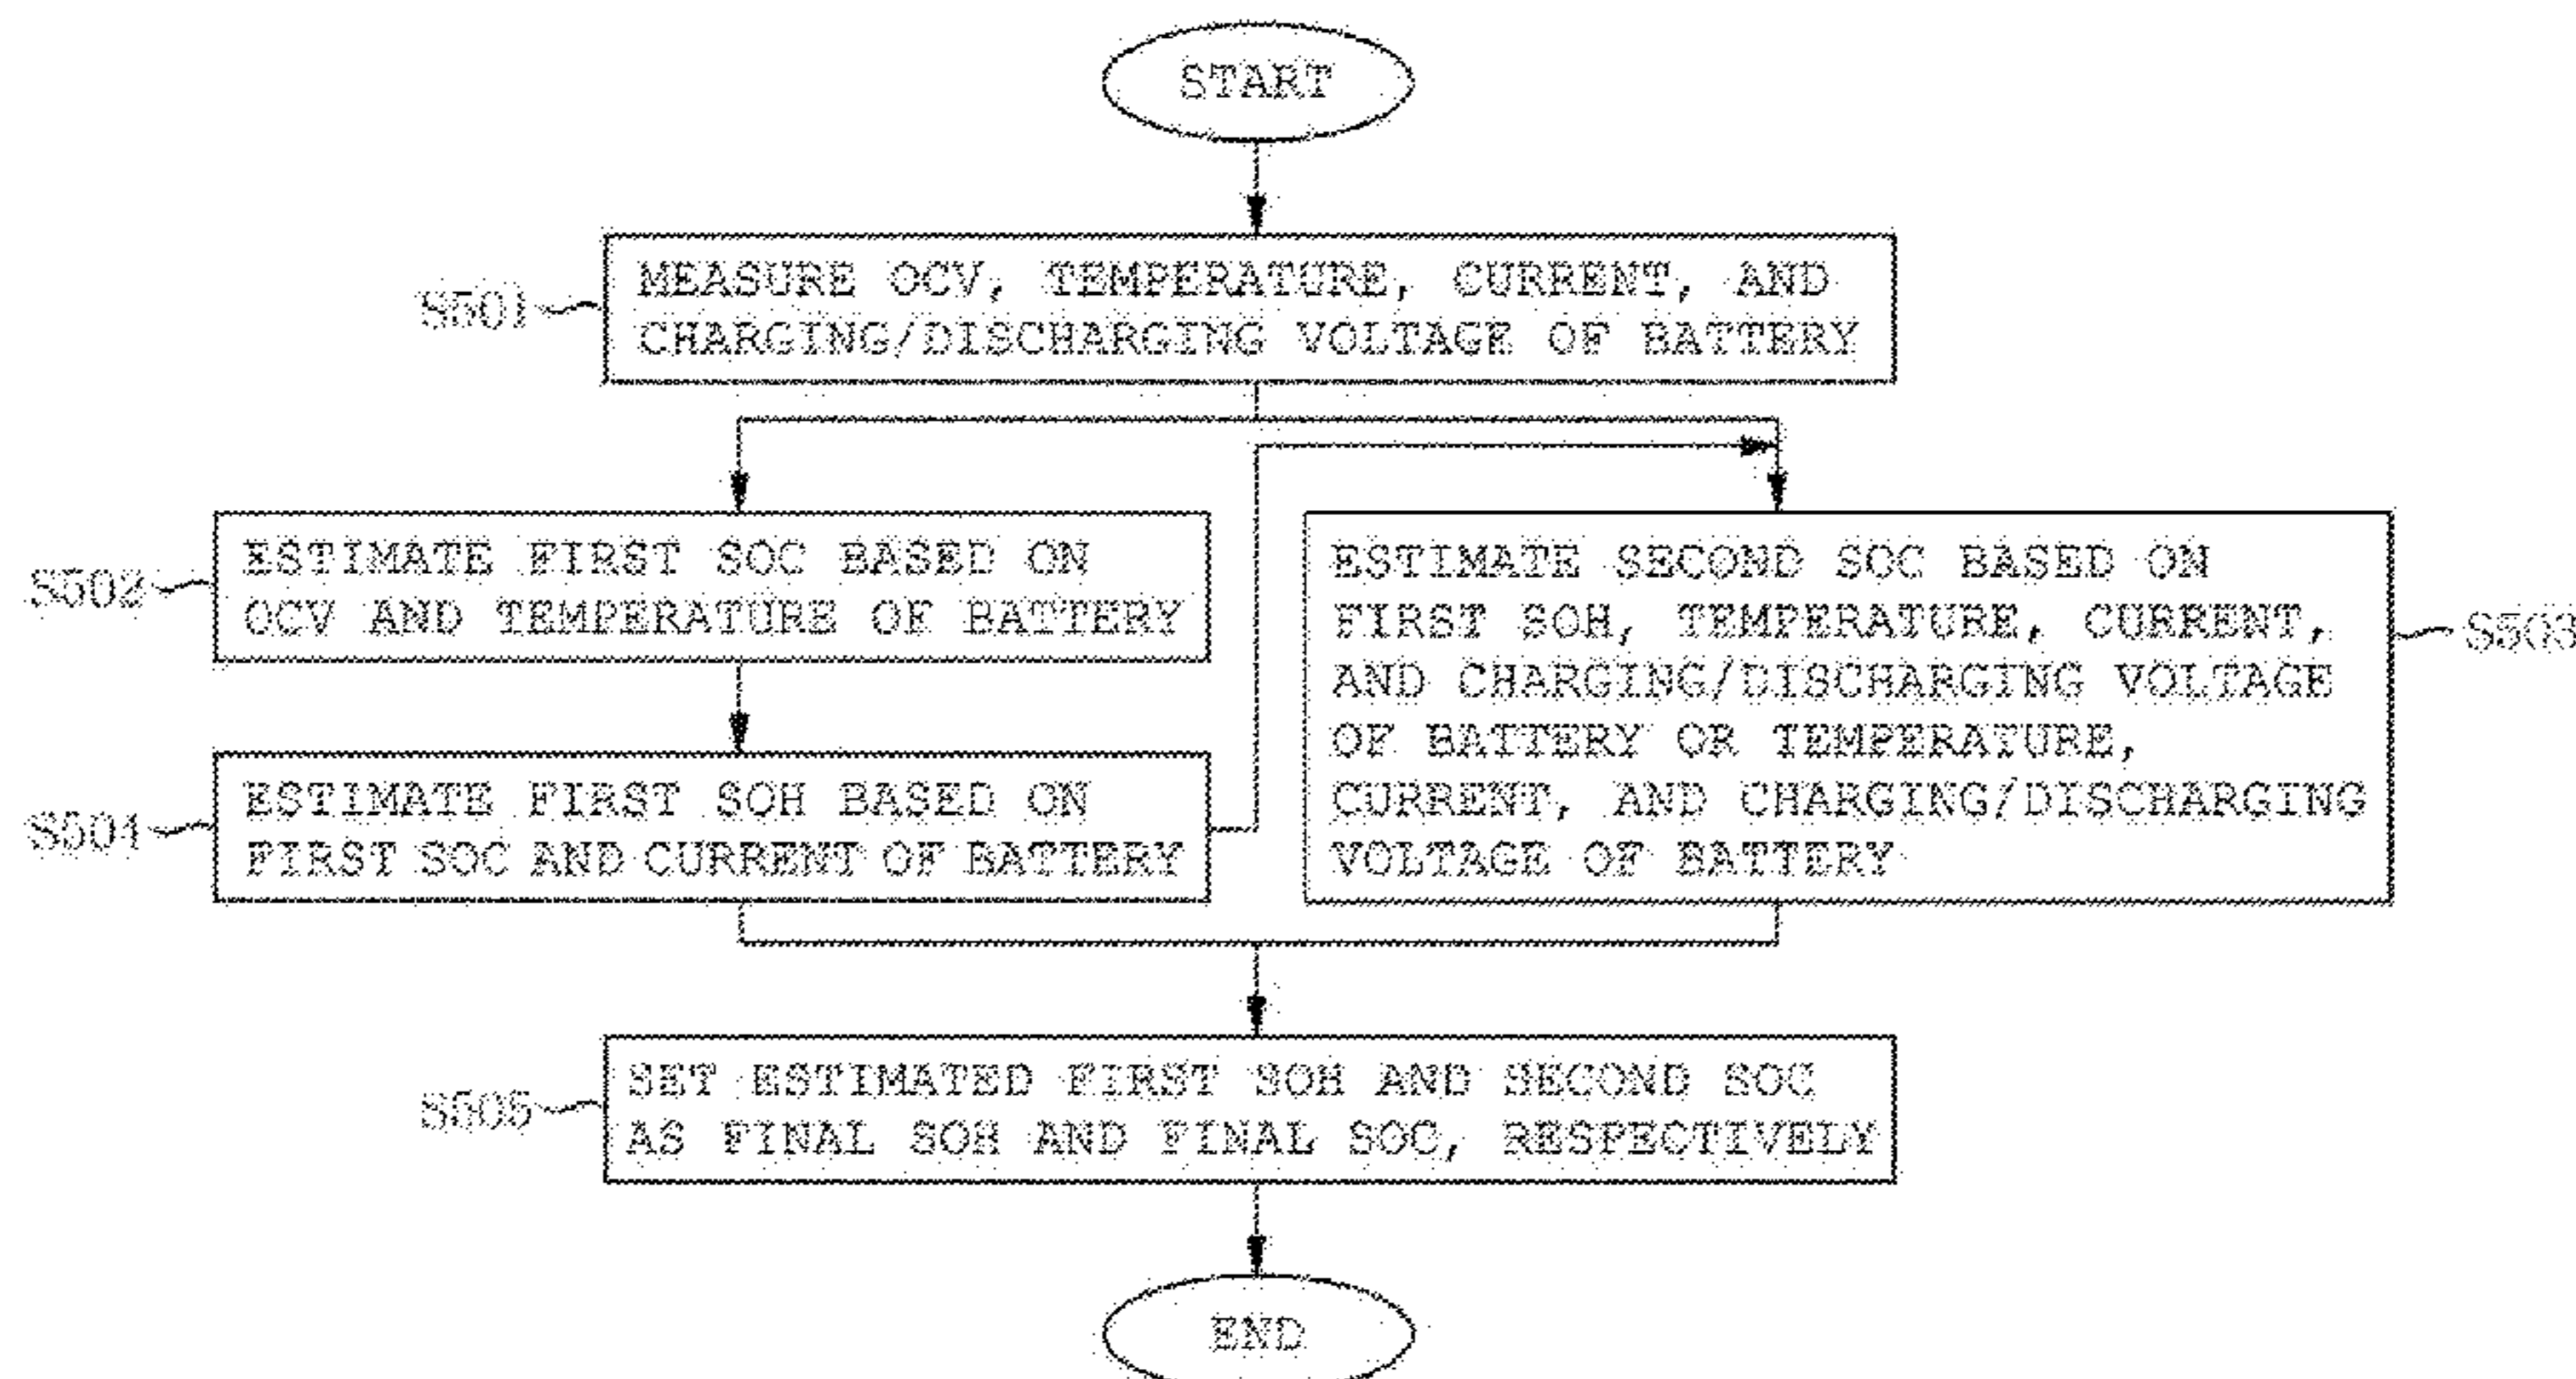 START
S501
MEASURE OCV, TEMPERATURE, CURRENT, AND
CHARGING/DISCHARGING VOLTAGE OF BATTERY
S502
ESTIMATE FIRST SOC BASED ON
OCV AND TEMPERATURE OF BATTERY
ESTIMATE SECOND SOC BASED ON
FIRST SOH, TEMPERATURE, CURRENT,
AND CHARGING/DISCHARGING VOLTAGE
OF BATTERY OR TEMPERATURE,
CURRENT, AND CHARGING/DISCHARGING
VOLTAGE OF BATTERY
S503
S504
ESTIMATE FIRST SOH BASED ON
FIRST SOC AND CURRENT OF BATTERY
S505
SET ESTIMATED FIRST SOH AND SECOND SOC
AS FINAL SOH AND FINAL SOC, RESPECTIVELY
END